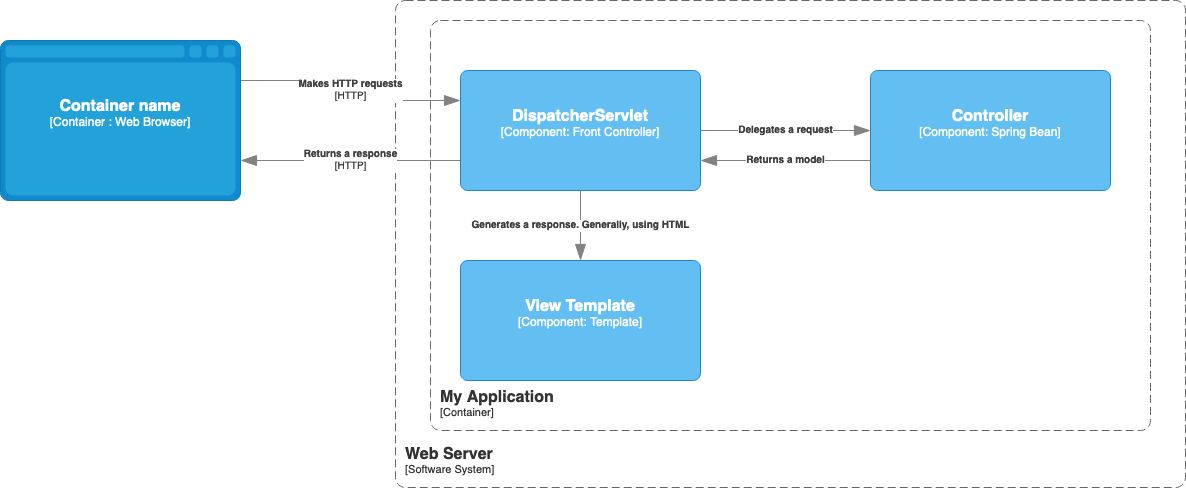 Container name
[Container : Web Browser]
Makes HTTP requests
[HTTP]
Returns a response
[HTTP]
DispatcherServlet
[Component: Front Controller]
Delegates a request
Returns a model
Controller
[Component: Spring Bean]
Generates a response. Generally, using HTML
View Template
[Component: Template]
My Application
[Container]
Web Server
[Software System]